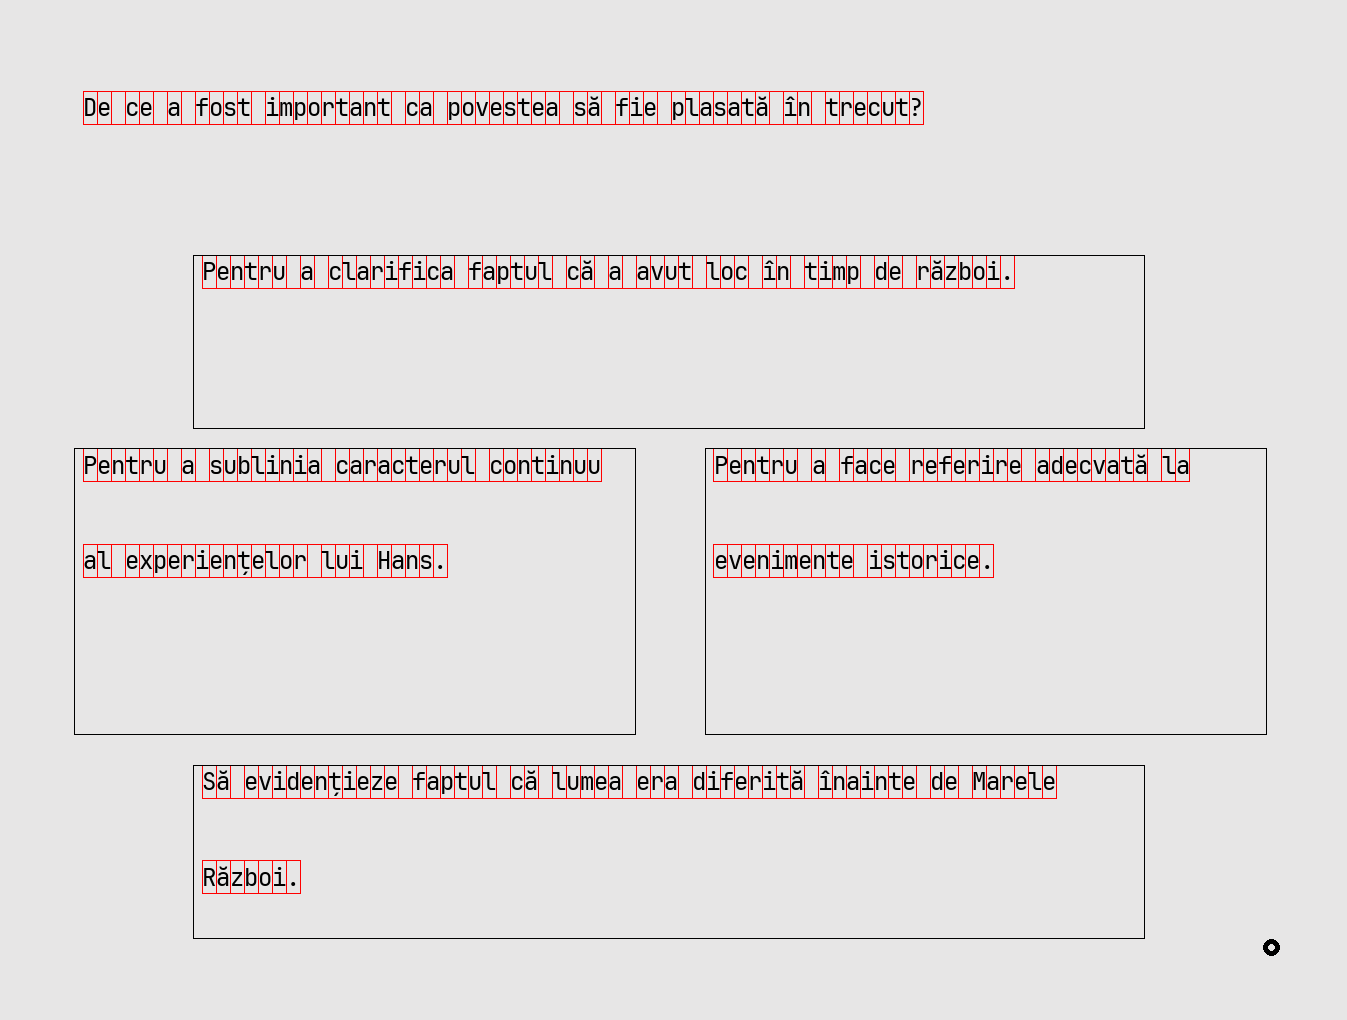 De ce a fost important ca povestea să fie plasată în trecut?
Pentru a clarifica faptul că a avut loc în timp de război.
Pentru a sublinia caracterul continuu
al experiențelor lui Hans.
Pentru a face referire adecvată la
evenimente istorice.
Să evidențieze faptul că lumea era diferită înainte de Marele
Război.